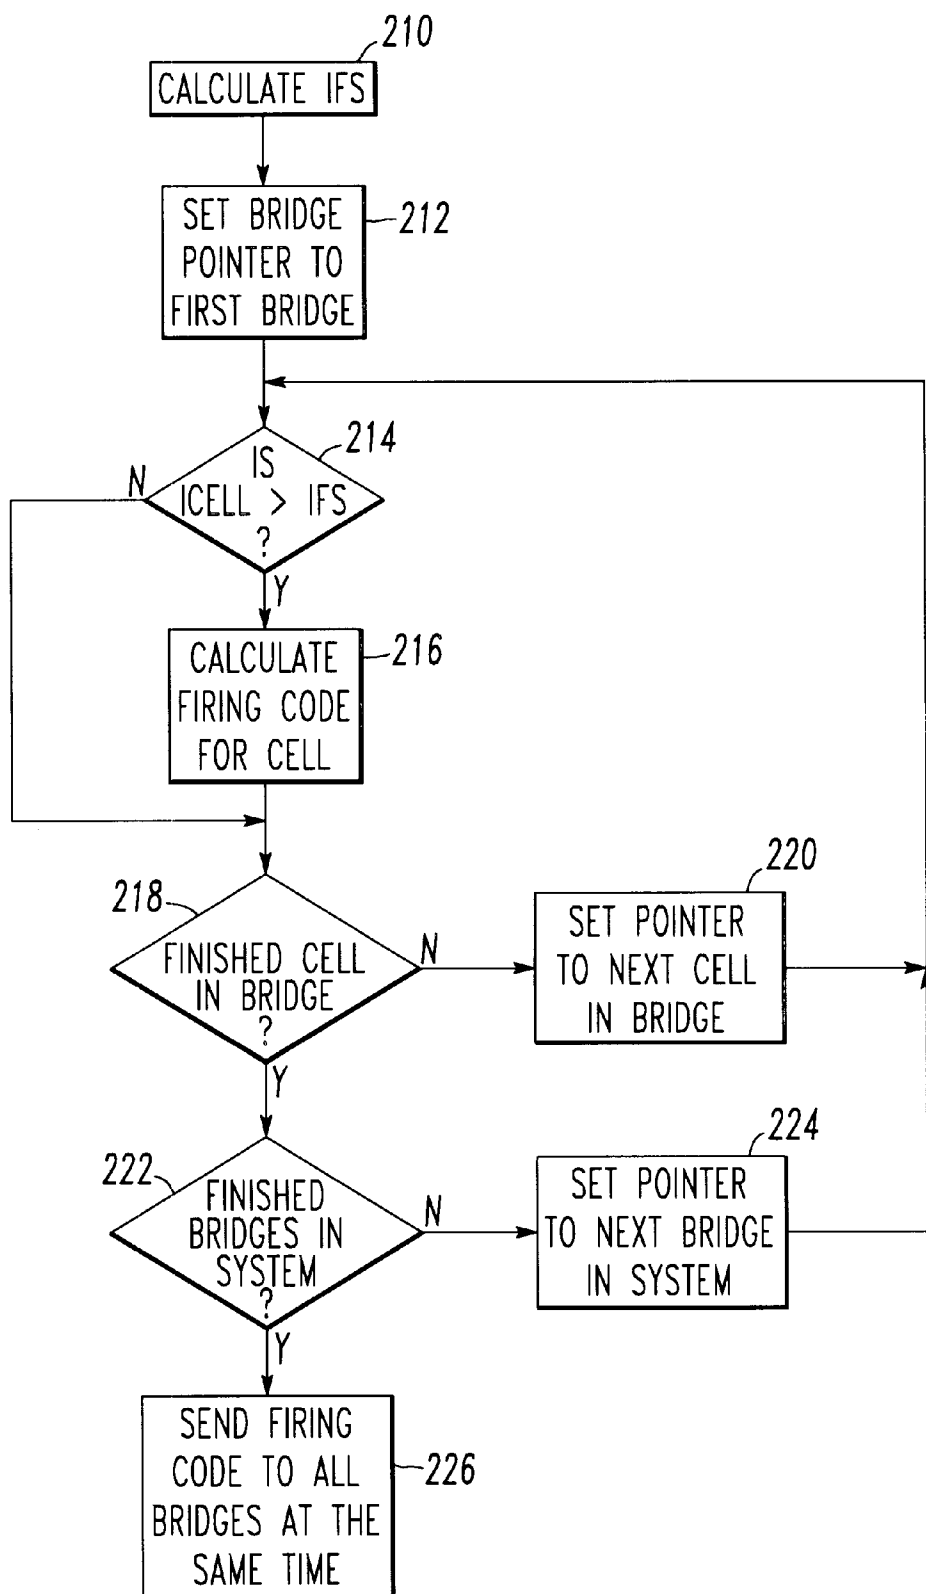 210
CALCULATE IFS
SET BRIDGE
POINTER TO
FIRST BRIDGE
212
214
IS
ICELL > IFS
?
N
Y
CALCULATE
FIRING CODE
FOR CELL
216
218
FINISHED CELL
IN BRIDGE
?
N
Y
220
SET POINTER
TO NEXT CELL
IN BRIDGE
222
FINISHED
BRIDGES IN
SYSTEM
?
N
Y
224
SET POINTER
TO NEXT BRIDGE
IN SYSTEM
SEND FIRING
CODE TO ALL
BRIDGES AT THE
SAME TIME
226